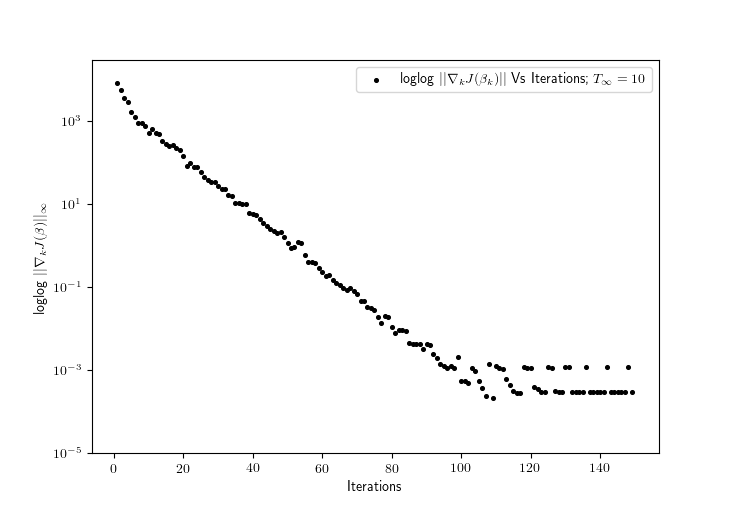 loglog ||∇ₖJ(βₖ)|| Vs Iterations; T∞ = 10
loglog ||∇ₖJ(β)||∞
10³
10¹
10⁻¹
10⁻³
10⁻⁵
0 20 40 60 80 100 120 140
Iterations